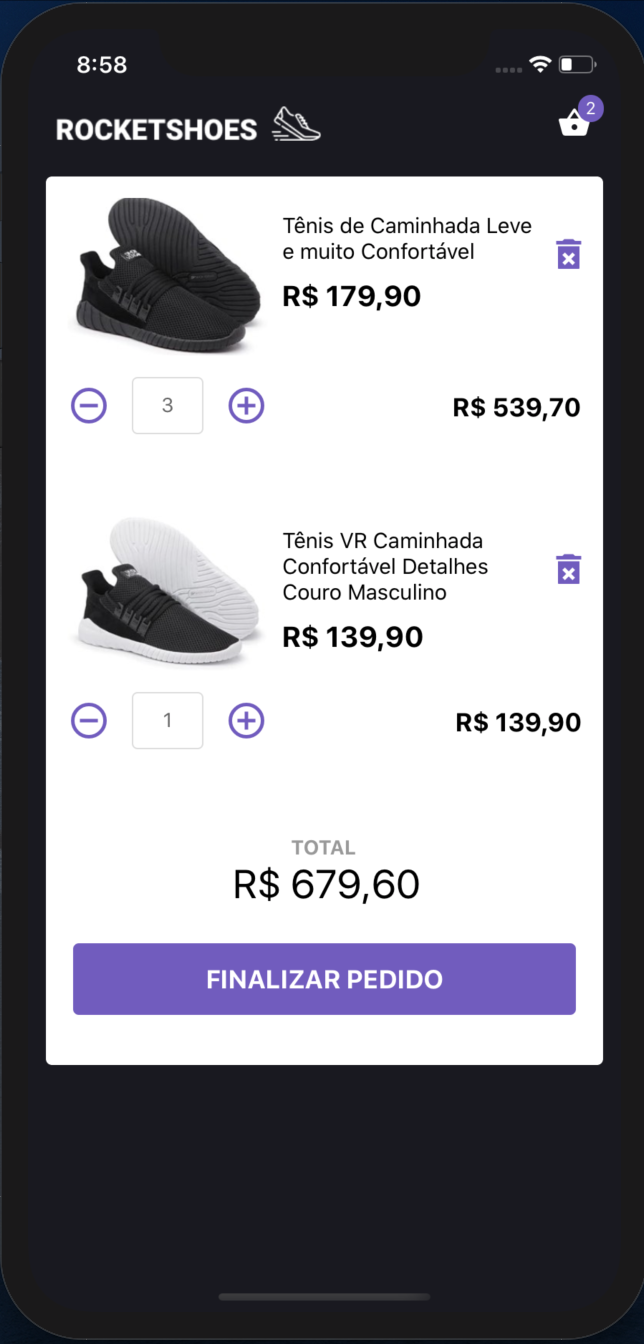 8:58
ROCKETSHOES
2
Tênis de Caminhada Leve
e muito Confortável
R$ 179,90
3
R$ 539,70
Tênis VR Caminhada
Confortável Detalhes
Couro Masculino
R$ 139,90
1
R$ 139,90
TOTAL
R$ 679,60
FINALIZAR PEDIDO